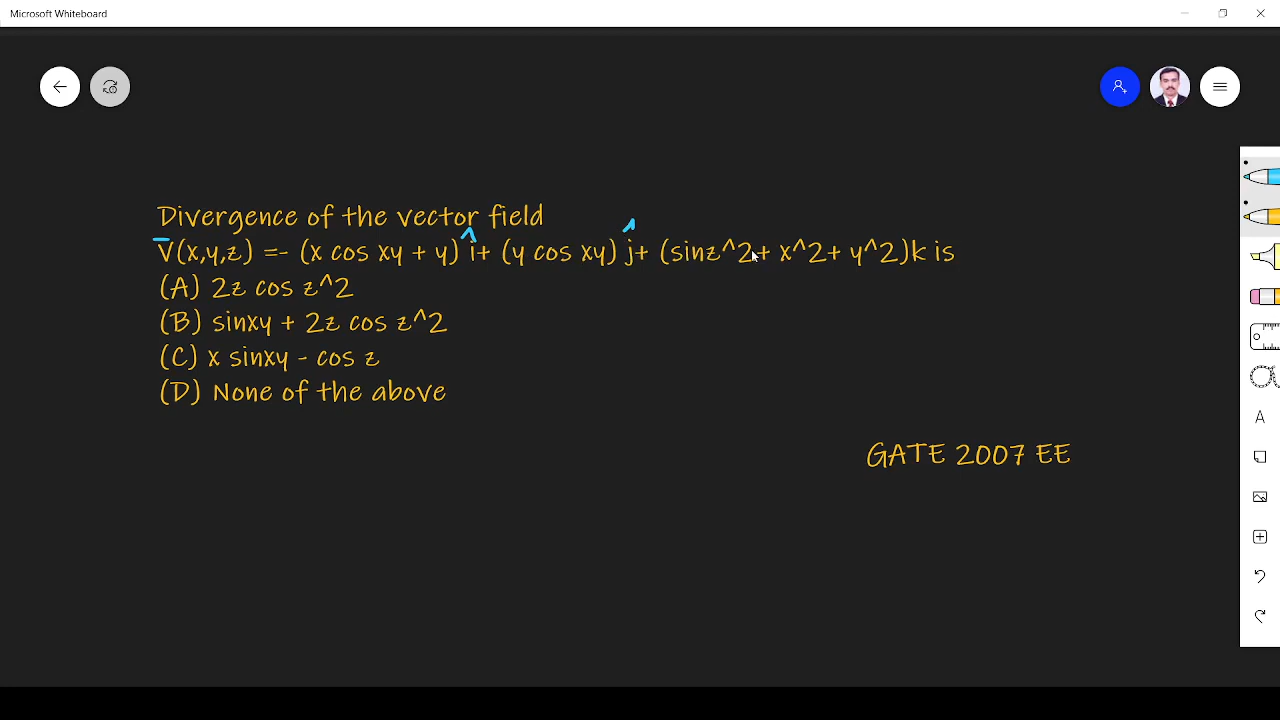 Microsoft Whiteboard
Divergence of the vector field
V(x,y,z) =- (x cos xy + y) i+ (y cos xy) j+ (sinz^2+ x^2+ y^2)k is
(A) 2z cos z^2
(B) sinxy + 2z cos z^2
(C) x sinxy - cos z
(D) None of the above
GATE 2007 EE
A